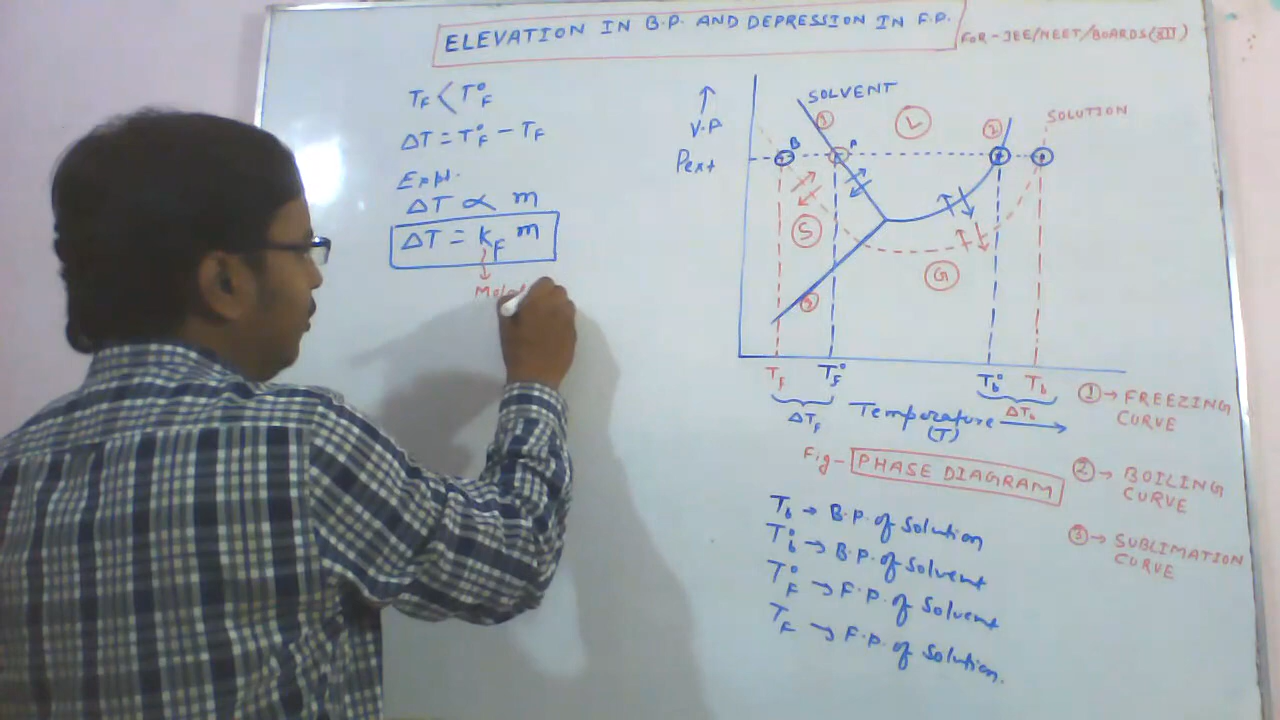 ELEVATION IN B.P. AND DEPRESSION IN F.P.
FOR-JEE/NEET/BOARDS(XII)
T_F < T°_F
ΔT = T°_F - T_F
Expt.
ΔT ∝ m
ΔT = K_F m
V.P
Pext
SOLVENT
SOLUTION
1
L
2
B
A
S
G
3
T_f
T°_f
T°_b
T_b
ΔT_f
ΔT_b
Temperature
(T)
1 → FREEZING
CURVE
Fig- PHASE DIAGRAM
2 → BOILING
CURVE
3 → SUBLIMATION
CURVE
T_b → B.P. of Solution
T°_b → B.P. of Solvent
T°_F → F.P. of Solvent
T_F → F.P. of Solution.